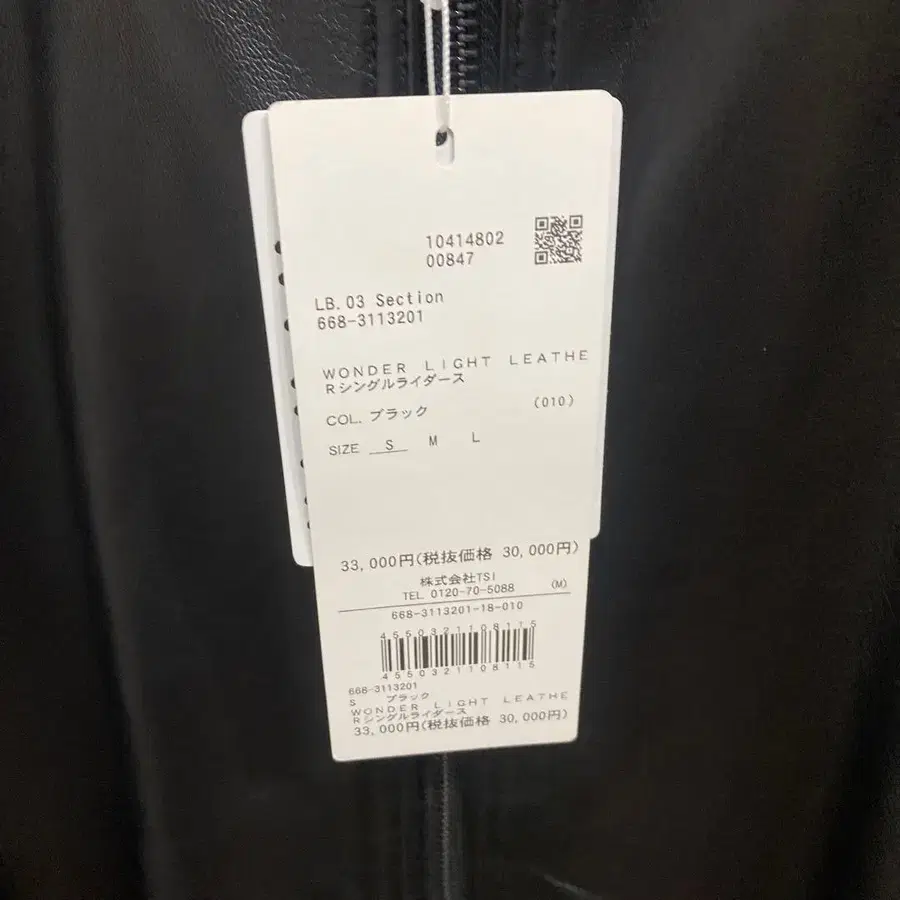 10414802
00847
LB.03 Section
668-3113201
WONDER LIGHT LEATHE
Rシングルライダース
COL. ブラック (010)
SIZE S M L
33,000円(税抜価格 30,000円)
株式会社TSI
TEL 0120-70-5088 (M)
668-3113201-18-010
4550321108115
4550321108115
668-3113201
S ブラック
WONDER LIGHT LEATHE
Rシングルライダース
33,000円(税抜価格 30,000円)